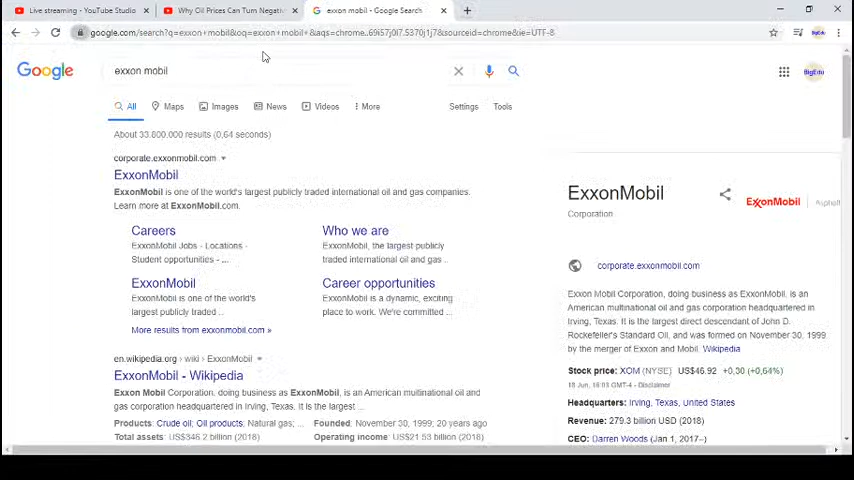 Live streaming - YouTube Studio
Why Oil Prices Can Turn Negativ
exxon mobil - Google Search
google.com/search?q=exxon+mobil&oq=exxon+mobil+&aqs=chrome..69i57j0l7.5370j1j7&sourceid=chrome&ie=UTF-8
BigEdu
Google
exxon mobil
BigEdu
All
Maps
Images
News
Videos
More
Settings
Tools
About 33.800.000 results (0,64 seconds)
corporate.exxonmobil.com
ExxonMobil
ExxonMobil is one of the world's largest publicly traded international oil and gas companies.
Learn more at ExxonMobil.com.
Careers
ExxonMobil Jobs - Locations -
Student opportunities - ...
Who we are
ExxonMobil, the largest publicly
traded international oil and gas ...
ExxonMobil
ExxonMobil is one of the world's
largest publicly traded ...
Career opportunities
ExxonMobil is a dynamic, exciting
place to work. We're committed ...
More results from exxonmobil.com »
en.wikipedia.org › wiki › ExxonMobil
ExxonMobil - Wikipedia
Exxon Mobil Corporation, doing business as ExxonMobil, is an American multinational oil and
gas corporation headquartered in Irving, Texas. It is the largest ...
Products: Crude oil; Oil products; Natural gas; ...
Founded: November 30, 1999; 20 years ago
Total assets: US$346.2 billion (2018)
Operating income: US$21.53 billion (2018)
ExxonMobil
Corporation
ExxonMobil
Asphalt
corporate.exxonmobil.com
Exxon Mobil Corporation, doing business as ExxonMobil, is an
American multinational oil and gas corporation headquartered in
Irving, Texas. It is the largest direct descendant of John D.
Rockefeller's Standard Oil, and was formed on November 30, 1999
by the merger of Exxon and Mobil. Wikipedia
Stock price: XOM (NYSE) US$46.92 +0,30 (+0,64%)
18 Jun, 16:03 GMT-4 - Disclaimer
Headquarters: Irving, Texas, United States
Revenue: 279.3 billion USD (2018)
CEO: Darren Woods (Jan 1, 2017–)